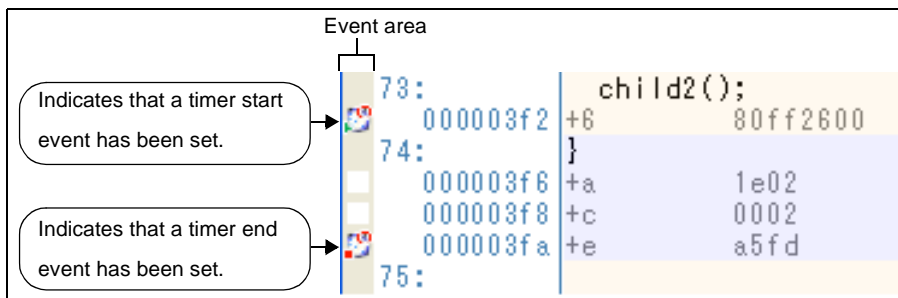 Event area
Indicates that a timer start
event has been set.
Indicates that a timer end
event has been set.
73: child2();
000003f2 +6 80ff2600
74: }
000003f6 +a 1e02
000003f8 +c 0002
000003fa +e a5fd
75: